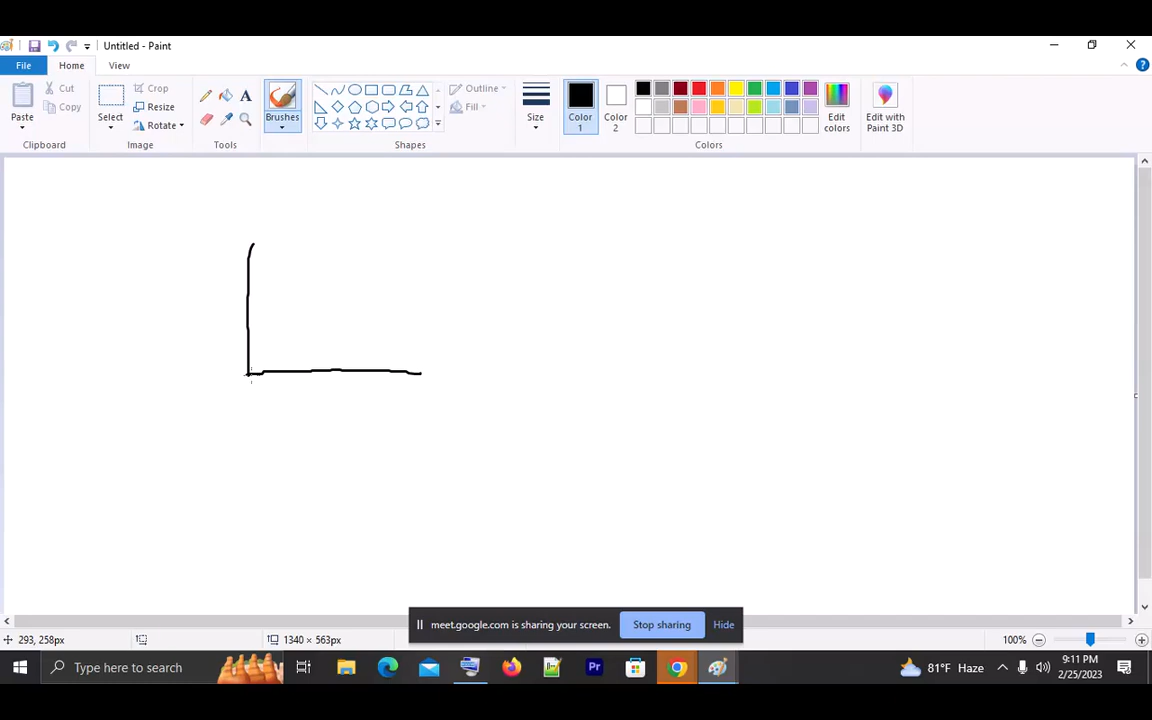 Untitled - Paint
File
Home
View
Paste
Cut
Copy
Clipboard
Select
Crop
Resize
Rotate
Image
A
Tools
Brushes
Shapes
Outline
Fill
Size
Color 1
Color 2
Edit colors
Colors
Edit with Paint 3D
meet.google.com is sharing your screen.
Stop sharing
Hide
293, 258px
1340 × 563px
100%
Type here to search
Pr
81°F Haze
9:11 PM
2/25/2023